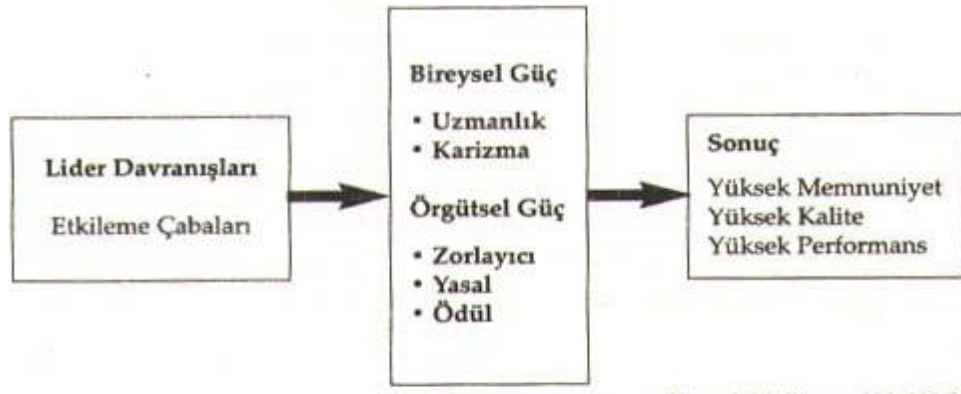 Lider Davranışları
Etkileme Çabaları
Bireysel Güç
• Uzmanlık
• Karizma
Örgütsel Güç
• Zorlayıcı
• Yasal
• Ödül
Sonuç
Yüksek Memnuniyet
Yüksek Kalite
Yüksek Performans